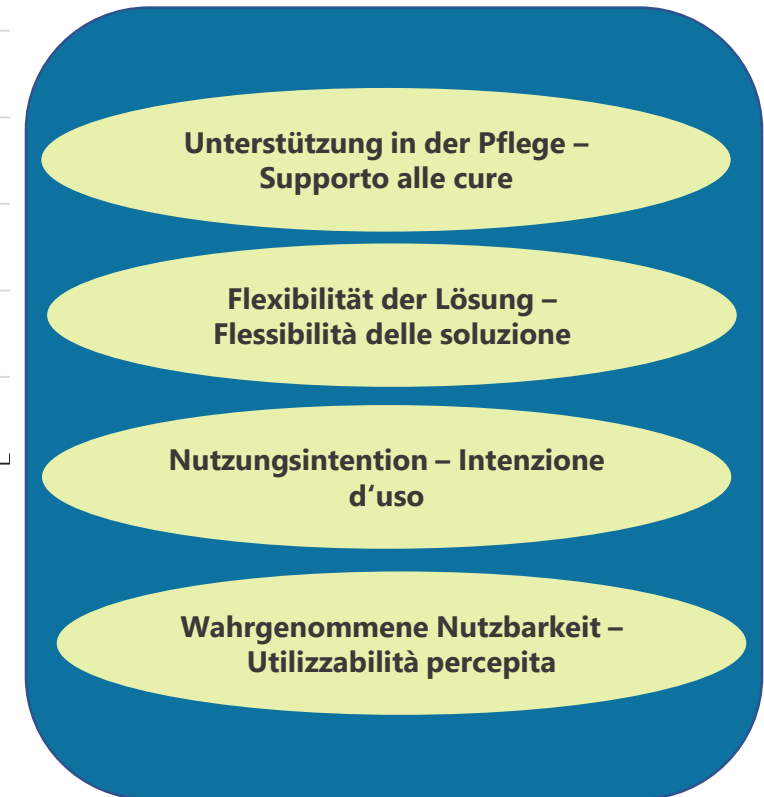 Unterstützung in der Pflege –
Supporto alle cure
Flexibilität der Lösung –
Flessibilità delle soluzione
Nutzungsintention – Intenzione
d‘uso
Wahrgenommene Nutzbarkeit –
Utilizzabilità percepita